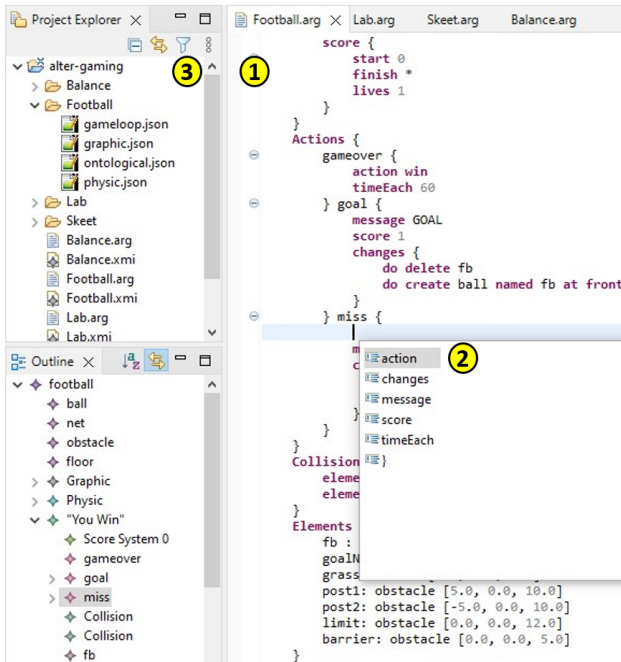 Project Explorer
alter-gaming
Balance
Football
gameloop.json
graphic.json
ontological.json
physic.json
Lab
Skeet
Balance.arg
Balance.xmi
Football.arg
Football.xmi
Lab.arg
Lab.xmi
3
Outline
football
ball
net
obstacle
floor
Graphic
Physic
"You Win"
Score System 0
gameover
goal
miss
Collision
Collision
fb
Football.arg Lab.arg Skeet.arg Balance.arg
1
score {
start 0
finish *
lives 1
}
}
Actions {
gameover {
action win
timeEach 60
} goal {
message GOAL
score 1
changes {
do delete fb
do create ball named fb at front
}
} miss {
action
changes
message
score
timeEach
}
2
}
}
}
Collision
eleme
eleme
}
Elements
fb :
goalN
grass
post1: obstacle [5.0, 0.0, 10.0]
post2: obstacle [-5.0, 0.0, 10.0]
limit: obstacle [0.0, 0.0, 12.0]
barrier: obstacle [0.0, 0.0, 5.0]
}